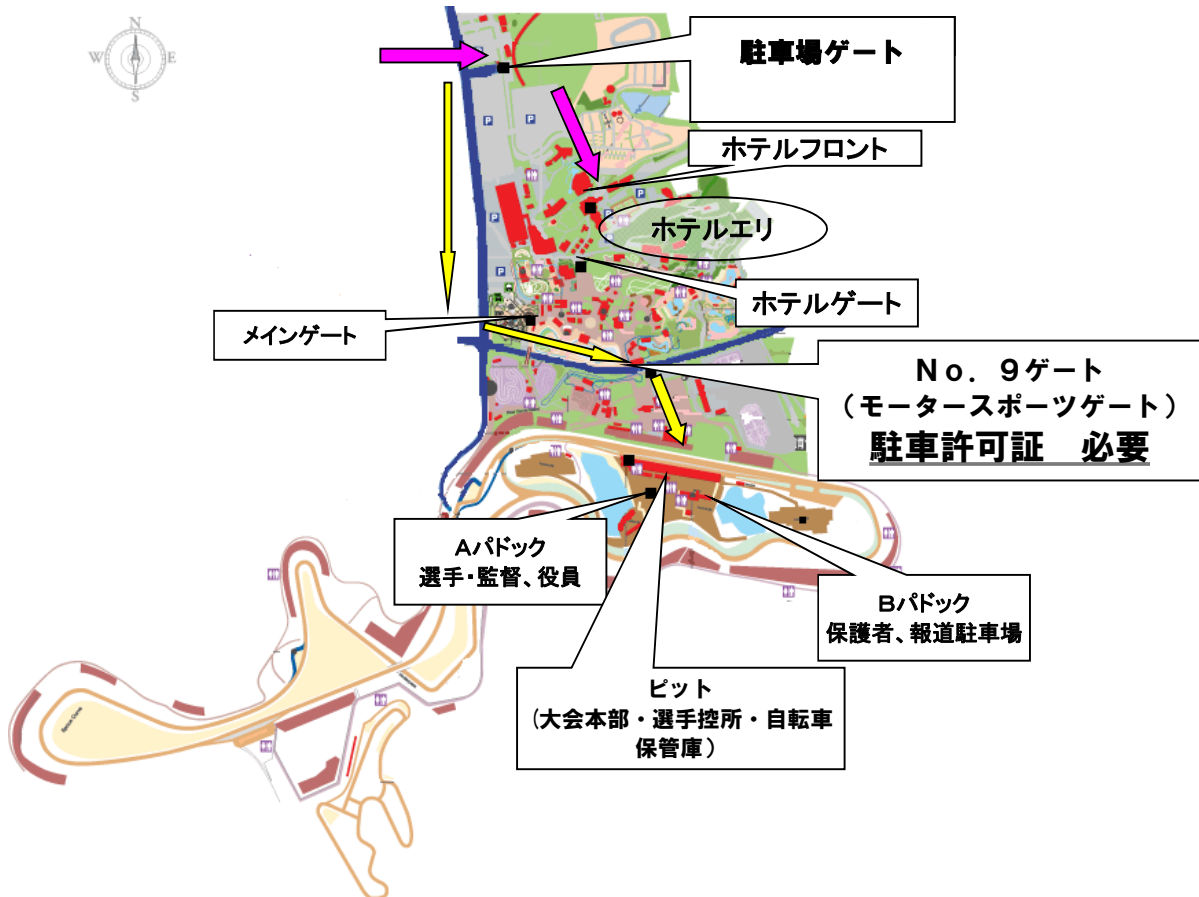 N
W
E
S
駐車場ゲート
ホテルフロント
ホテルエリ
ホテルゲート
メインゲート
No.9ゲート
(モータースポーツゲート)
駐車許可証 必要
Aパドック
選手・監督、役員
Bパドック
保護者、報道駐車場
ピット
(大会本部・選手控所・自転車
保管庫)
P
P
P
P
P
P
P
Spoon Curve